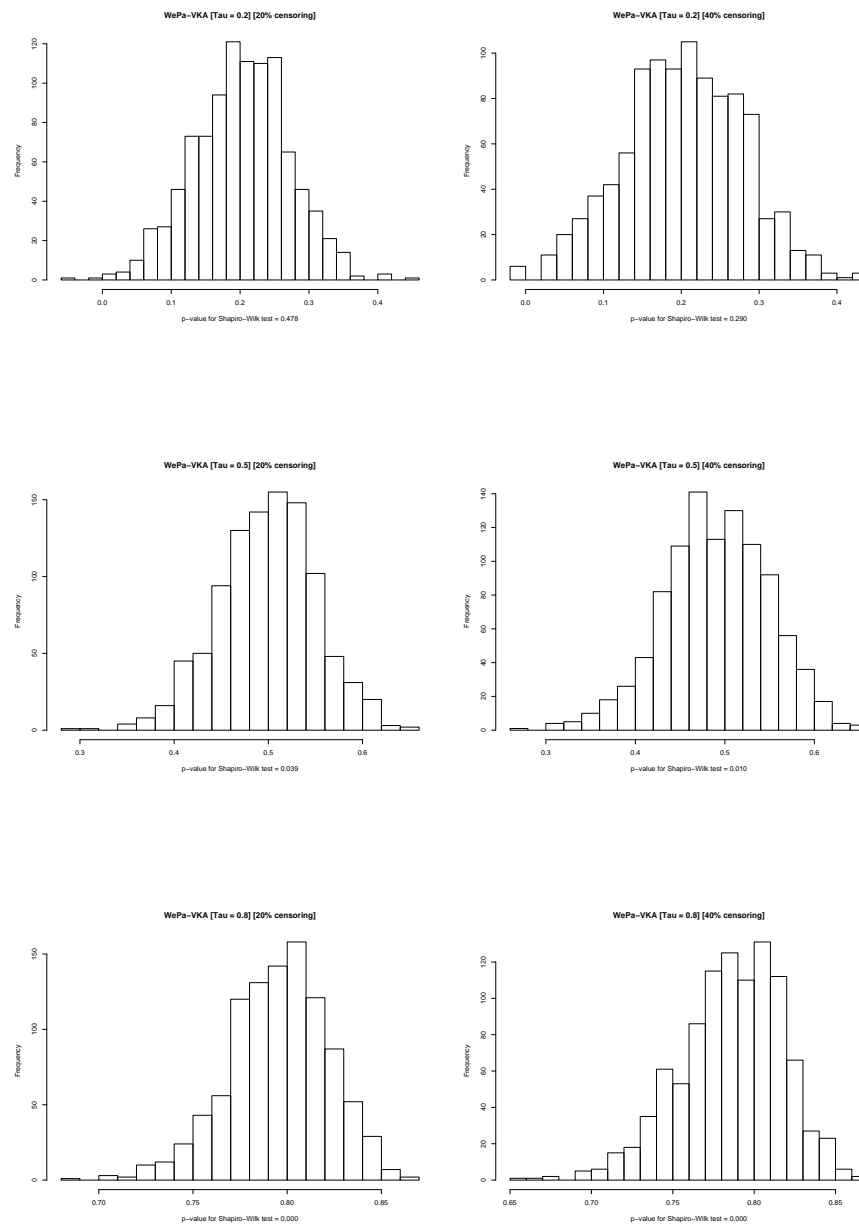 WePa−VKA [Tau = 0.2] [20% censoring]
Frequency
0 20 40 60 80 100 120
0.0 0.1 0.2 0.3 0.4
p−value for Shapiro−Wilk test = 0.478
WePa−VKA [Tau = 0.2] [40% censoring]
Frequency
0 20 40 60 80 100
0.0 0.1 0.2 0.3 0.4
p−value for Shapiro−Wilk test = 0.290
WePa−VKA [Tau = 0.5] [20% censoring]
Frequency
0 50 100 150
0.3 0.4 0.5 0.6
p−value for Shapiro−Wilk test = 0.039
WePa−VKA [Tau = 0.5] [40% censoring]
Frequency
0 20 40 60 80 100 120 140
0.3 0.4 0.5 0.6
p−value for Shapiro−Wilk test = 0.010
WePa−VKA [Tau = 0.8] [20% censoring]
Frequency
0 50 100 150
0.70 0.75 0.80 0.85
p−value for Shapiro−Wilk test = 0.000
WePa−VKA [Tau = 0.8] [40% censoring]
Frequency
0 20 40 60 80 100 120
0.65 0.70 0.75 0.80 0.85
p−value for Shapiro−Wilk test = 0.000